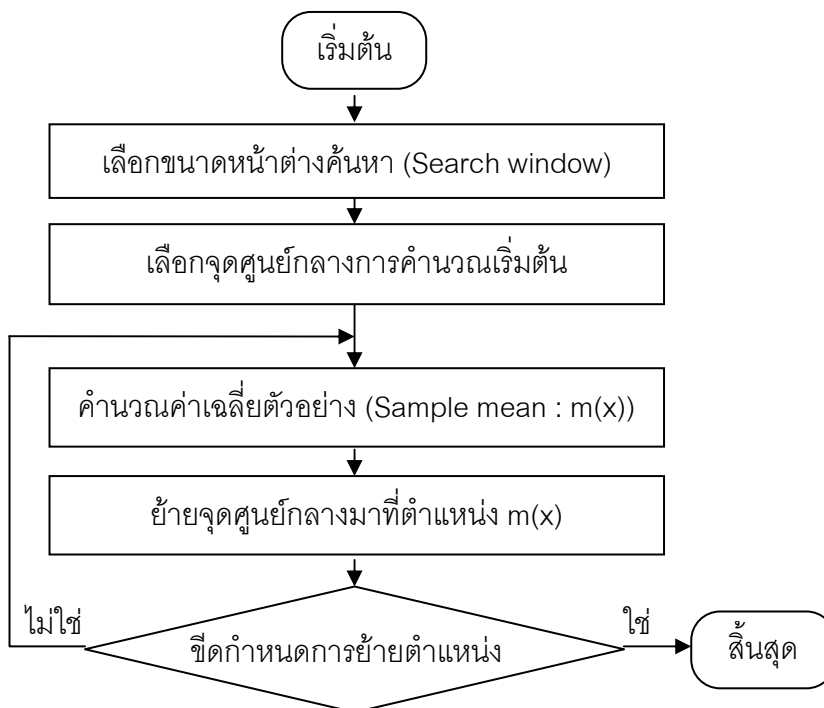 เริ่มต้น
เลือกขนาดหน้าต่างค้นหา (Search window)
เลือกจุดศูนย์กลางการคำนวณเริ่มต้น
คำนวณค่าเฉลี่ยตัวอย่าง (Sample mean : m(x))
ย้ายจุดศูนย์กลางมาที่ตำแหน่ง m(x)
ไม่ใช่
ขีดกำหนดการย้ายตำแหน่ง
ใช่
สิ้นสุด